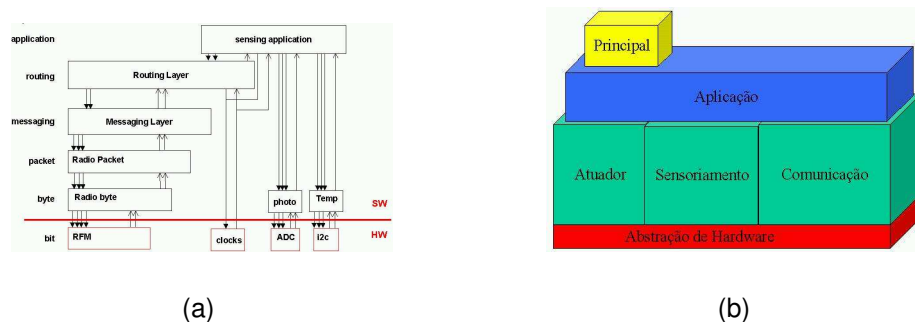 application
sensing application
routing
Routing Layer
messaging
Messaging Layer
packet
Radio Packet
byte
Radio byte
photo
Temp
SW
bit
RFM
clocks
ADC
I2c
HW
(a)
Principal
Aplicação
Atuador
Sensoriamento
Comunicação
Abstração de Hardware
(b)